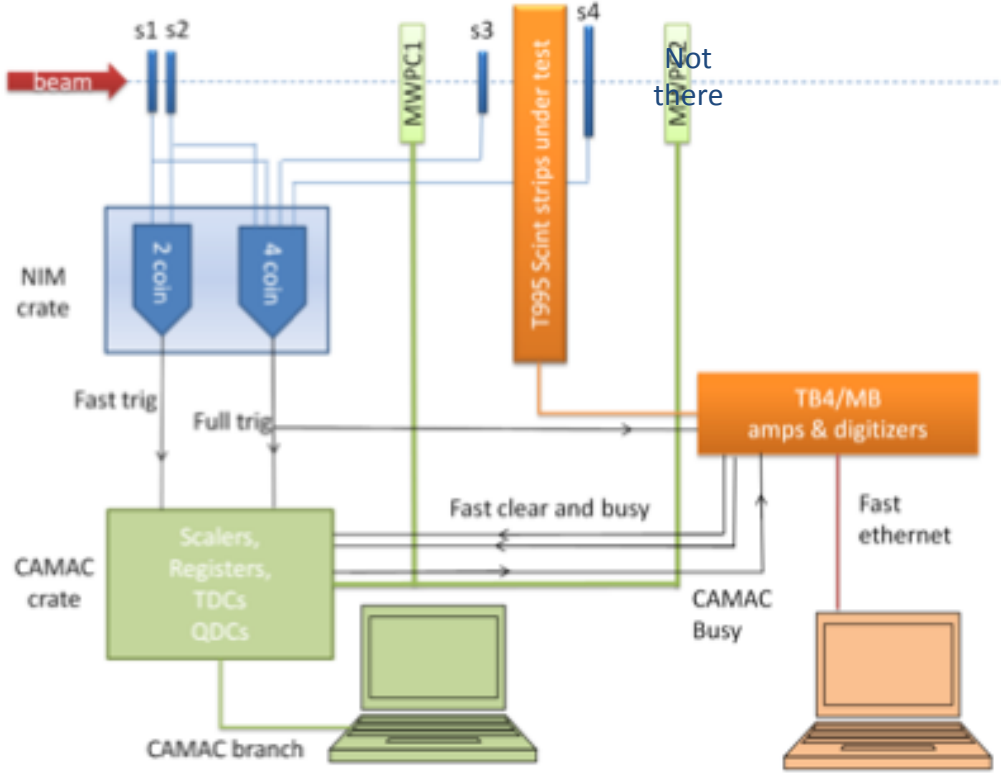 s1 s2
s3
s4
beam
MWPC1
T995 Scint strips under test
MWPC2
Not
there
2 coin
4 coin
NIM
crate
Fast trig
Full trig
TB4/MB
amps & digitizers
Fast clear and busy
Fast
ethernet
CAMAC
crate
Scalers,
Registers,
TDCs
QDCs
CAMAC
Busy
CAMAC branch